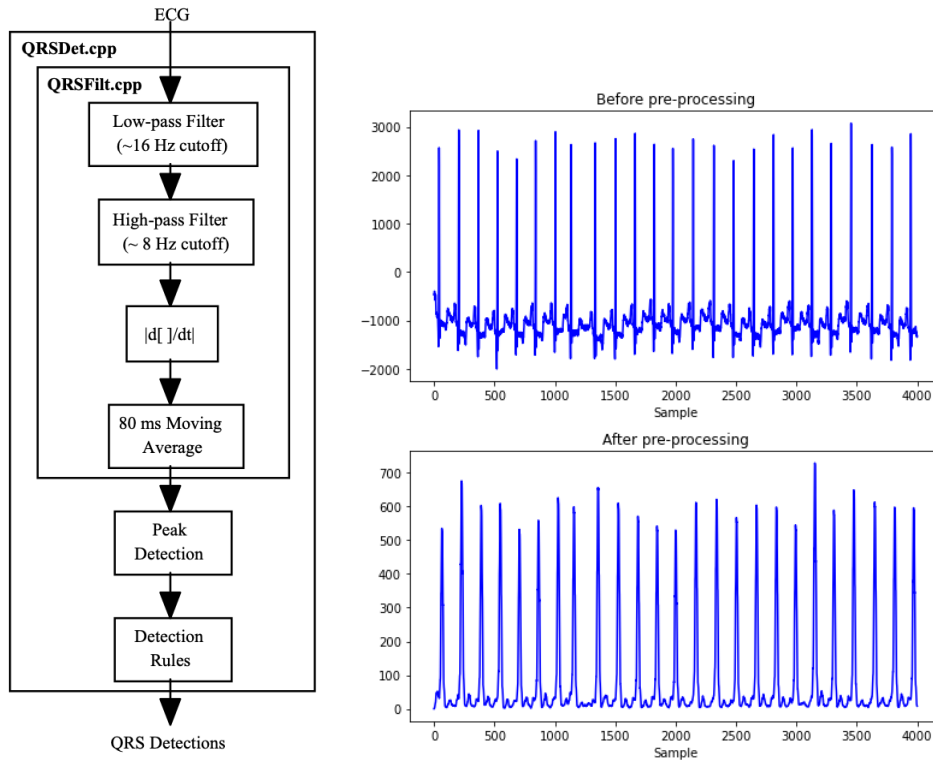 ECG
QRSDet.cpp
QRSFilt.cpp
Low-pass Filter
(~16 Hz cutoff)
High-pass Filter
(~ 8 Hz cutoff)
|d[ ]/dt|
80 ms Moving
Average
Peak
Detection
Detection
Rules
QRS Detections
Before pre-processing
3000
2000
1000
0
−1000
−2000
0 500 1000 1500 2000 2500 3000 3500 4000
Sample
After pre-processing
700
600
500
400
300
200
100
0
0 500 1000 1500 2000 2500 3000 3500 4000
Sample